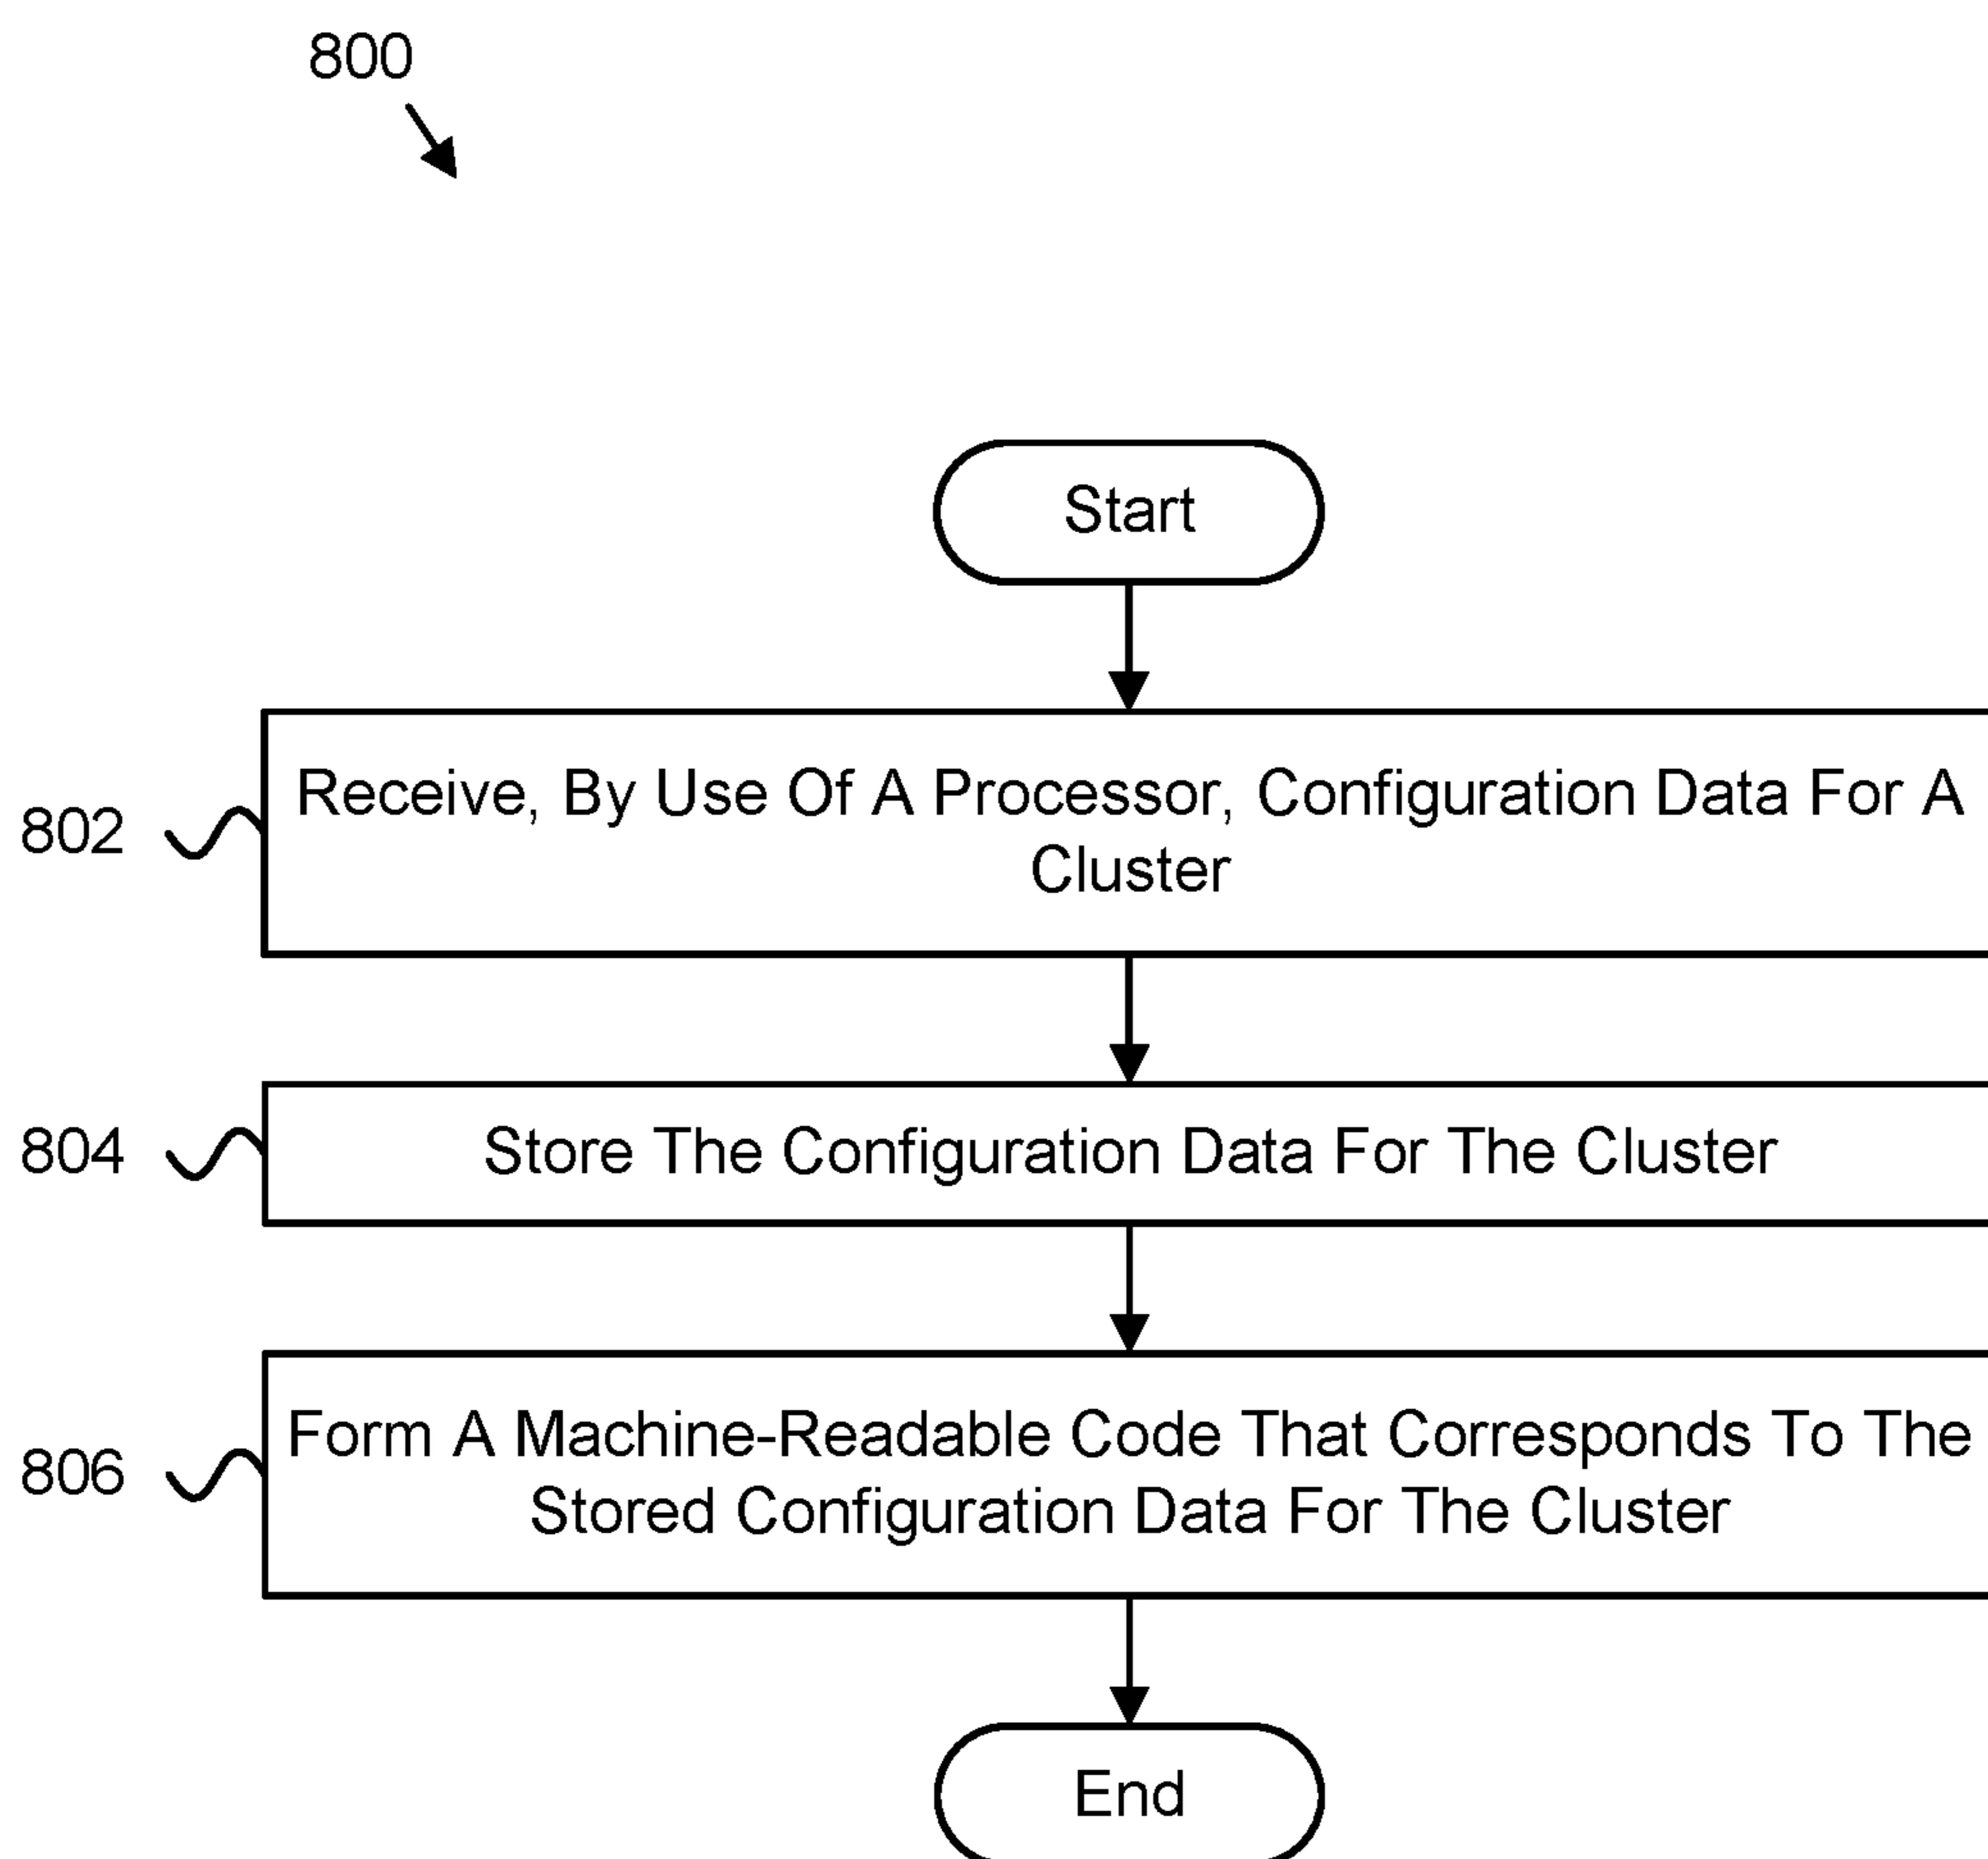 800
Start
802
Receive, By Use Of A Processor, Configuration Data For A
Cluster
804
Store The Configuration Data For The Cluster
806
Form A Machine-Readable Code That Corresponds To The
Stored Configuration Data For The Cluster
End